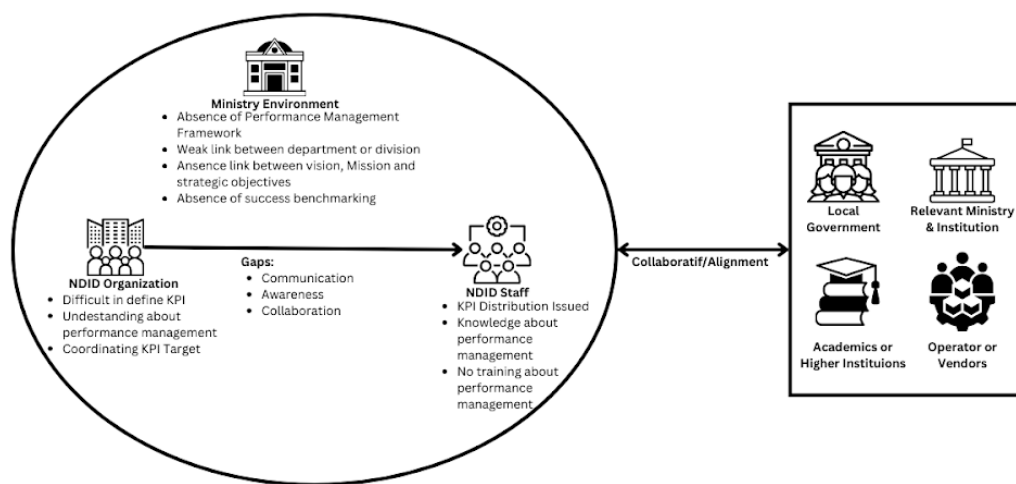 Ministry Environment
• Absence of Performance Management
Framework
• Weak link between department or division
• Ansence link between vision, Mission and
strategic objectives
• Absence of success benchmarking
NDID Organization
• Difficult in define KPI
• Undestanding about
performance management
• Coordinating KPI Target
Gaps:
• Communication
• Awareness
• Collaboration
NDID Staff
• KPI Distribution Issued
• Knowledge about
performance
management
• No training about
performance
management
Collaboratif/Alignment
Local
Government
Relevant Ministry
& Institution
Academics or
Higher Instituions
Operator or
Vendors